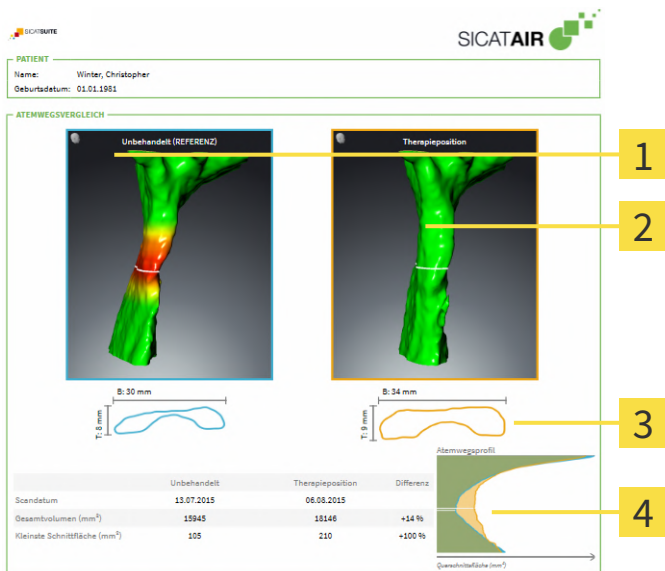 SICATSUITE
SICATAIR
PATIENT
Name: Winter, Christopher
Geburtsdatum: 01.01.1981
ATEMWEGSVERGLEICH
Unbehandelt (REFERENZ)
Therapieposition
1
2
B: 30 mm
B: 34 mm
T: 8 mm
T: 9 mm
3
Atemwegsprofil
Unbehandelt Therapieposition Differenz
Scandatum 13.07.2015 06.08.2015
Gesamtvolumen (mm³) 15945 18146 +14 %
Kleinste Schnittfläche (mm²) 105 210 +100 %
4
Querschnittsfläche (mm²)